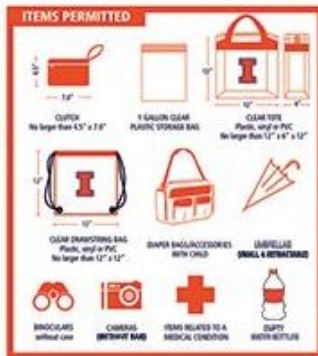 ITEMS PERMITTED
4.5"
7.0"
CLUTCH
No larger than 4.5" x 7.0"
1 GALLON CLEAR
PLASTIC STORAGE BAG
12"
12"
6"
CLEAR TOTE
Plastic, vinyl or PVC
No larger than 12" x 6" x 12"
12"
12"
CLEAR DRAWSTRING BAG
Plastic, vinyl or PVC
No larger than 12" x 12"
DIAPER BAGS/ACCESSORIES
WITH CHILD
UMBRELLAS
(SMALL & RETRACTABLE)
BINOCULARS
without case
CAMERAS
(WITHOUT BAG)
ITEMS RELATED TO A
MEDICAL CONDITION
EMPTY
WATER BOTTLES